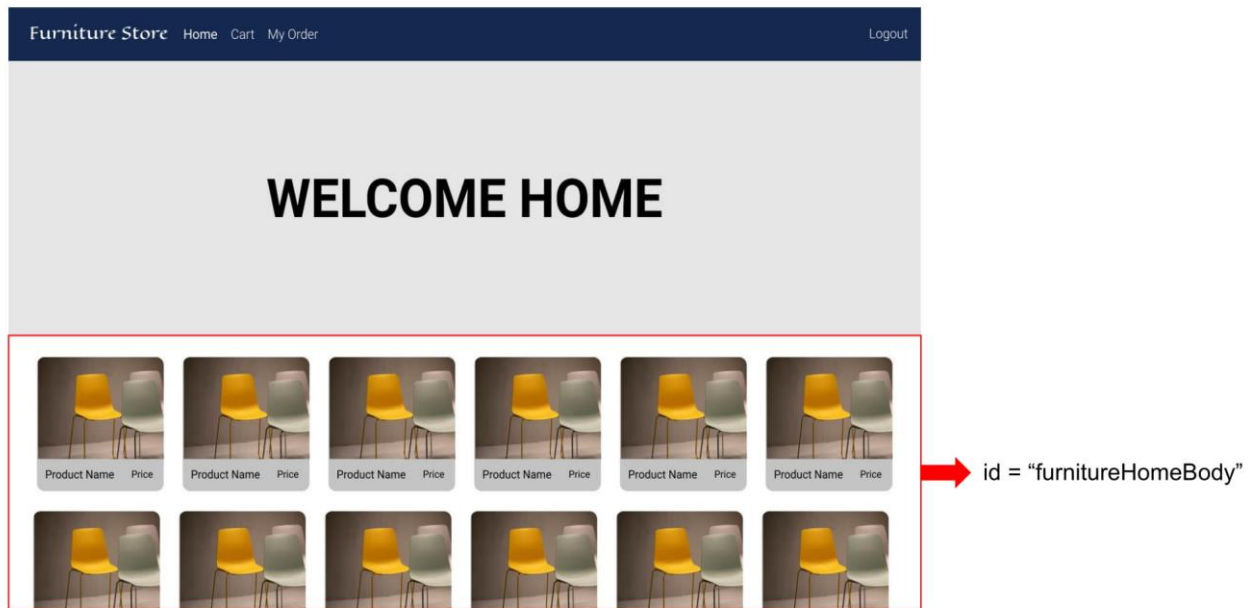 Furniture Store Home Cart My Order Logout
WELCOME HOME
Product Name Price Product Name Price Product Name Price Product Name Price Product Name Price Product Name Price
id = “furnitureHomeBody”